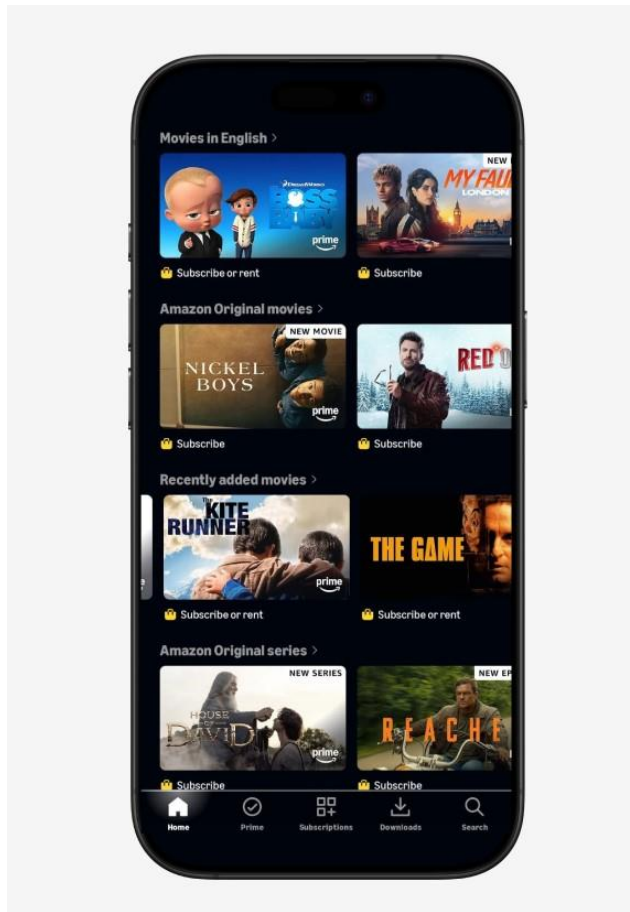 Movies in English >
DREAMWORKS
BOSS
BABY
prime
NEW
MY FAU
LONDON
Subscribe or rent
Subscribe
Amazon Original movies >
NEW MOVIE
NICKEL
BOYS
prime
RED O
Subscribe
Subscribe
Recently added movies >
The
KITE
RUNNER
prime
THE GAME
Subscribe or rent
Subscribe or rent
Amazon Original series >
NEW SERIES
HOUSE
OF
DAVID
prime
NEW EP
REACHE
Subscribe
Subscribe
Home
Prime
Subscriptions
Downloads
Search